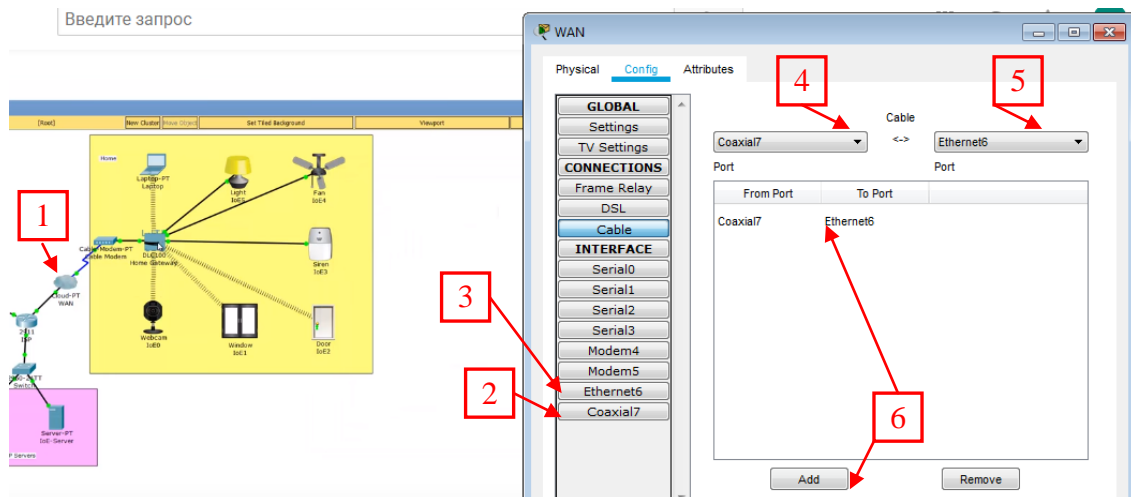 Введите запрос
WAN
Physical Config Attributes
4
5
GLOBAL
Settings
TV Settings
CONNECTIONS
Frame Relay
DSL
Cable
INTERFACE
Serial0
Serial1
Serial2
Serial3
Modem4
Modem5
Ethernet6
Coaxial7
Cable
Coaxial7 <-> Ethernet6
Port Port
From Port To Port
Coaxial7 Ethernet6
Add Remove
6
3
2
1
[Root] New Cluster Move Object Set Tiled Background Viewport
Home
Laptop-PT
Laptop
Light
IoE5
Fan
IoE4
Cable-Modem-PT
Cable Modem
DLC100
Home Gateway
Siren
IoE3
Cloud-PT
WAN
2911
ISP
Webcam
IoE0
Window
IoE1
Door
IoE2
Switch
Server-PT
IoE-Server
P Servers